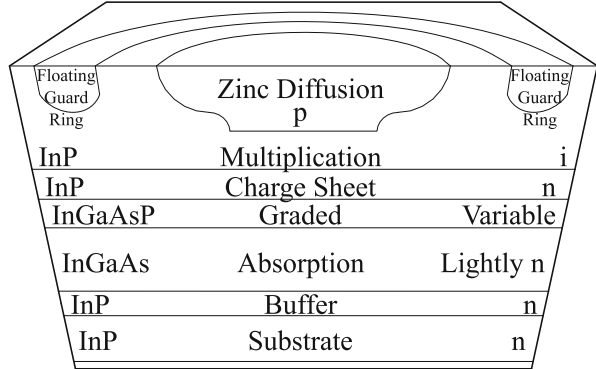 Floating Guard Ring
Zinc Diffusion
p
Floating Guard Ring
InP Multiplication i
InP Charge Sheet n
InGaAsP Graded Variable
InGaAs Absorption Lightly n
InP Buffer n
InP Substrate n